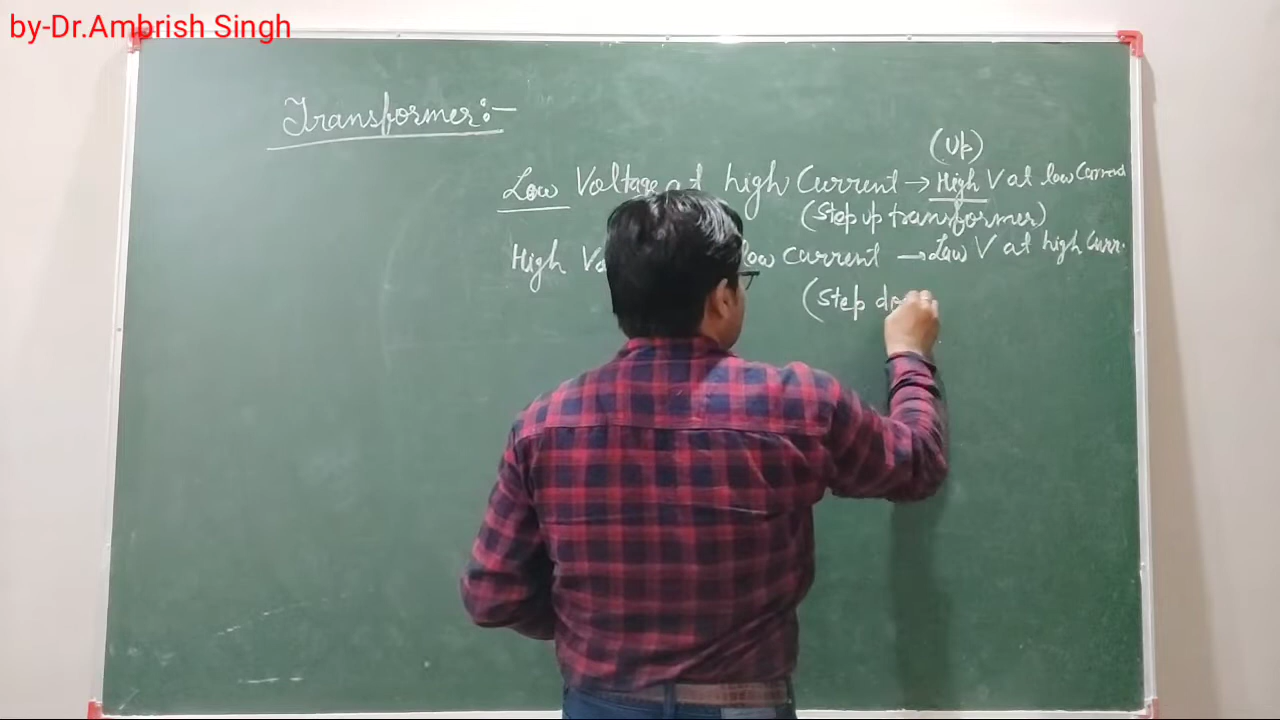 by-Dr.Ambrish Singh
Transformer:-
(Up)
Low Voltage at high Current → High V at low Current
(Step up transformer)
High low current → Low V at high Curr.
(Step